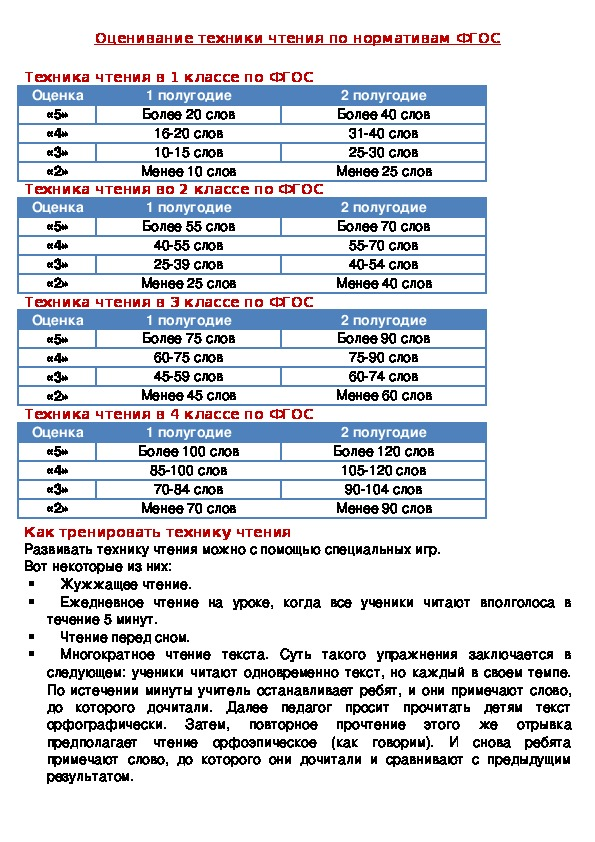 Оценивание техники чтения по нормативам ФГОС
Техника чтения в 1 классе по ФГОС
Оценка 1 полугодие 2 полугодие
«5» Более 20 слов Более 40 слов
«4» 16-20 слов 31-40 слов
«3» 10-15 слов 25-30 слов
«2» Менее 10 слов Менее 25 слов
Техника чтения во 2 классе по ФГОС
Оценка 1 полугодие 2 полугодие
«5» Более 55 слов Более 70 слов
«4» 40-55 слов 55-70 слов
«3» 25-39 слов 40-54 слов
«2» Менее 25 слов Менее 40 слов
Техника чтения в 3 классе по ФГОС
Оценка 1 полугодие 2 полугодие
«5» Более 75 слов Более 90 слов
«4» 60-75 слов 75-90 слов
«3» 45-59 слов 60-74 слов
«2» Менее 45 слов Менее 60 слов
Техника чтения в 4 классе по ФГОС
Оценка 1 полугодие 2 полугодие
«5» Более 100 слов Более 120 слов
«4» 85-100 слов 105-120 слов
«3» 70-84 слов 90-104 слов
«2» Менее 70 слов Менее 90 слов
Как тренировать технику чтения
Развивать технику чтения можно с помощью специальных игр.
Вот некоторые из них:
▪ Жужжащее чтение.
▪ Ежедневное чтение на уроке, когда все ученики читают вполголоса в
течение 5 минут.
▪ Чтение перед сном.
▪ Многократное чтение текста. Суть такого упражнения заключается в
следующем: ученики читают одновременно текст, но каждый в своем темпе.
По истечении минуты учитель останавливает ребят, и они примечают слово,
до которого дочитали. Далее педагог просит прочитать детям текст
орфографически. Затем, повторное прочтение этого же отрывка
предполагает чтение орфоэпическое (как говорим). И снова ребята
примечают слово, до которого они дочитали и сравнивают с предыдущим
результатом.